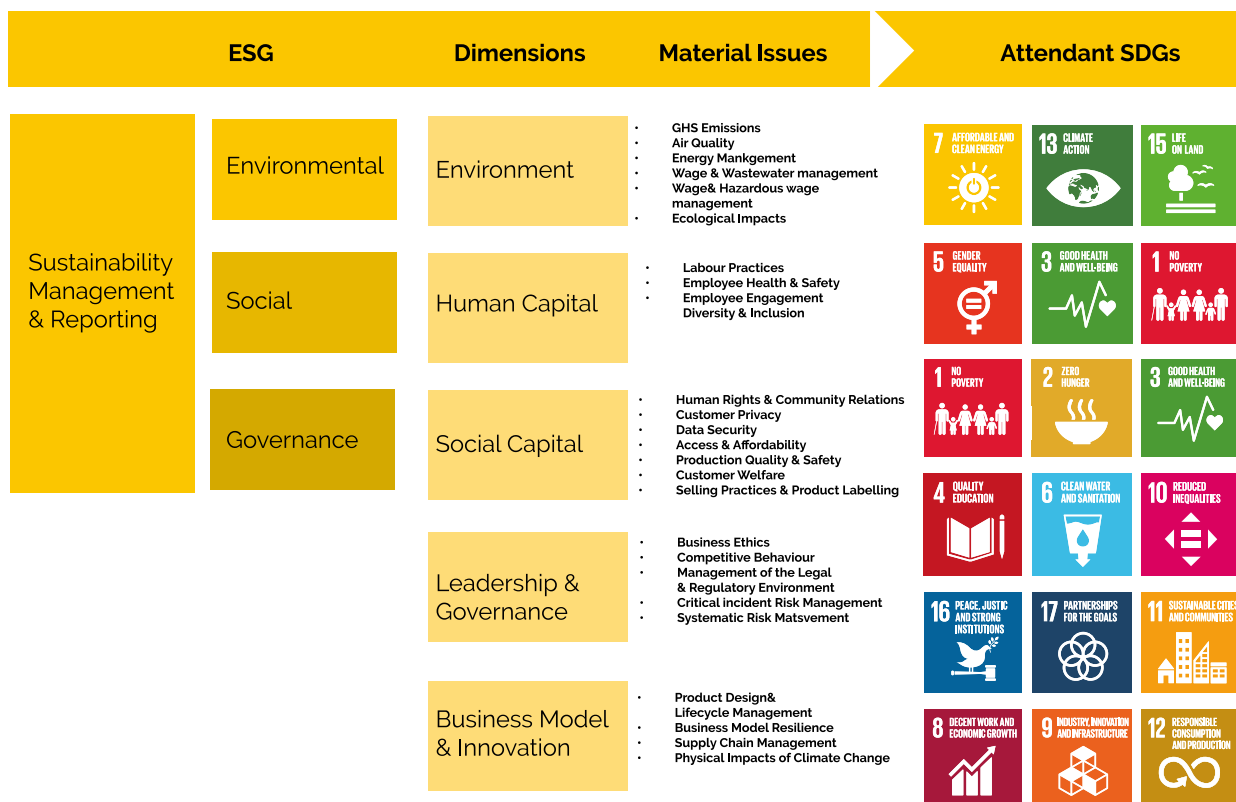 ESG
Dimensions
Material Issues
Attendant SDGs
Sustainability
Management
& Reporting
Environmental
Social
Governance
Environment
• GHS Emissions
• Air Quality
• Energy Mankgement
• Wage & Wastewater management
• Wage& Hazardous wage
management
• Ecological Impacts
7 AFFORDABLE AND
CLEAN ENERGY
13 CLIMATE
ACTION
15 LIFE
ON LAND
Human Capital
• Labour Practices
• Employee Health & Safety
• Employee Engagement
Diversity & Inclusion
5 GENDER
EQUALITY
3 GOOD HEALTH
AND WELL-BEING
1 NO
POVERTY
Social Capital
• Human Rights & Community Relations
• Customer Privacy
• Data Security
• Access & Affordability
• Production Quality & Safety
• Customer Welfare
• Selling Practices & Product Labelling
1 NO
POVERTY
2 ZERO
HUNGER
3 GOOD HEALTH
AND WELL-BEING
4 QUALITY
EDUCATION
6 CLEAN WATER
AND SANITATION
10 REDUCED
INEQUALITIES
Leadership &
Governance
• Business Ethics
• Competitive Behaviour
• Management of the Legal
& Regulatory Environment
• Critical incident Risk Management
• Systematic Risk Matsvement
16 PEACE, JUSTIC
AND STRONG
INSTITUTIONS
17 PARTNERSHIPS
FOR THE GOALS
11 SUSTAINABLE CITIE
AND COMMUNITIES
Business Model
& Innovation
• Product Design&
Lifecycle Management
• Business Model Resilience
• Supply Chain Management
• Physical Impacts of Climate Change
8 DECENT WORK AND
ECONOMIC GROWTH
9 INDUSTRY, INNOVATION
AND INFRASTRUCTURE
12 RESPONSIBLE
CONSUMPTION
AND PRODUCTION